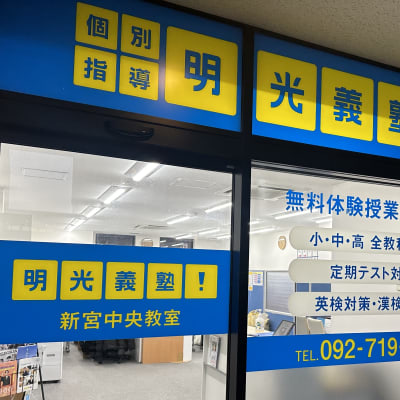 個別指導 明光義塾
明光義塾!
新宮中央教室
無料体験授業
小・中・高 全教科
定期テスト対
英検対策・漢検
TEL. 092-719-